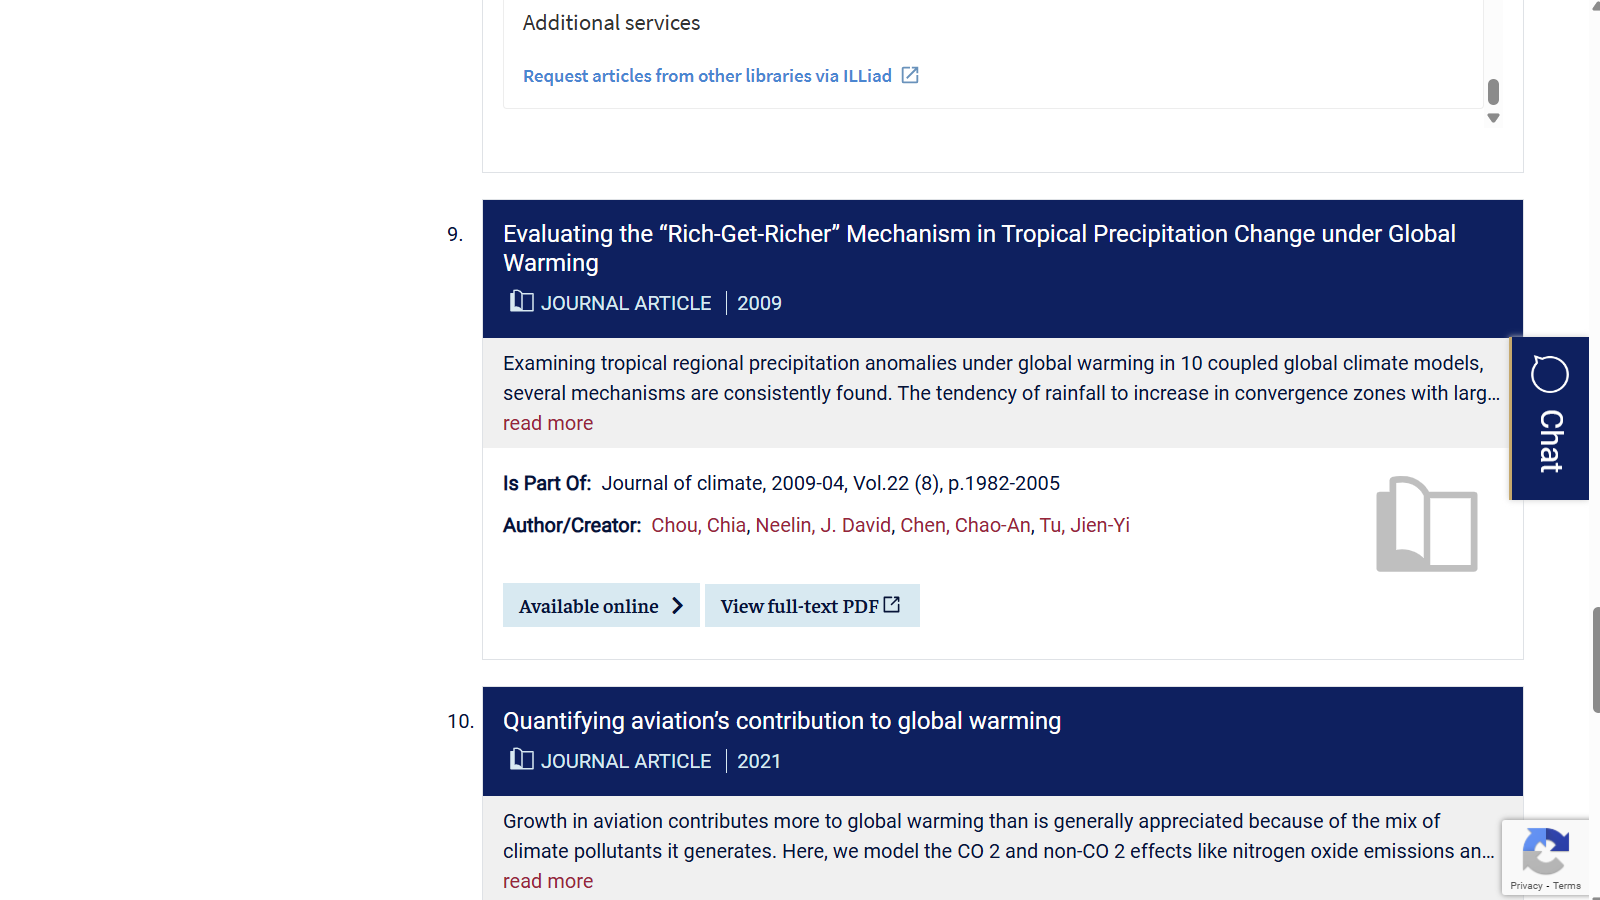 Additional services
Request articles from other libraries via ILLiad
9.
Evaluating the “Rich-Get-Richer” Mechanism in Tropical Precipitation Change under Global
Warming
JOURNAL ARTICLE | 2009
Examining tropical regional precipitation anomalies under global warming in 10 coupled global climate models,
several mechanisms are consistently found. The tendency of rainfall to increase in convergence zones with larg...
read more
Is Part Of: Journal of climate, 2009-04, Vol.22 (8), p.1982-2005
Author/Creator: Chou, Chia, Neelin, J. David, Chen, Chao-An, Tu, Jien-Yi
Available online
View full-text PDF
Chat
10.
Quantifying aviation’s contribution to global warming
JOURNAL ARTICLE | 2021
Growth in aviation contributes more to global warming than is generally appreciated because of the mix of
climate pollutants it generates. Here, we model the CO 2 and non-CO 2 effects like nitrogen oxide emissions an...
read more
Privacy - Terms